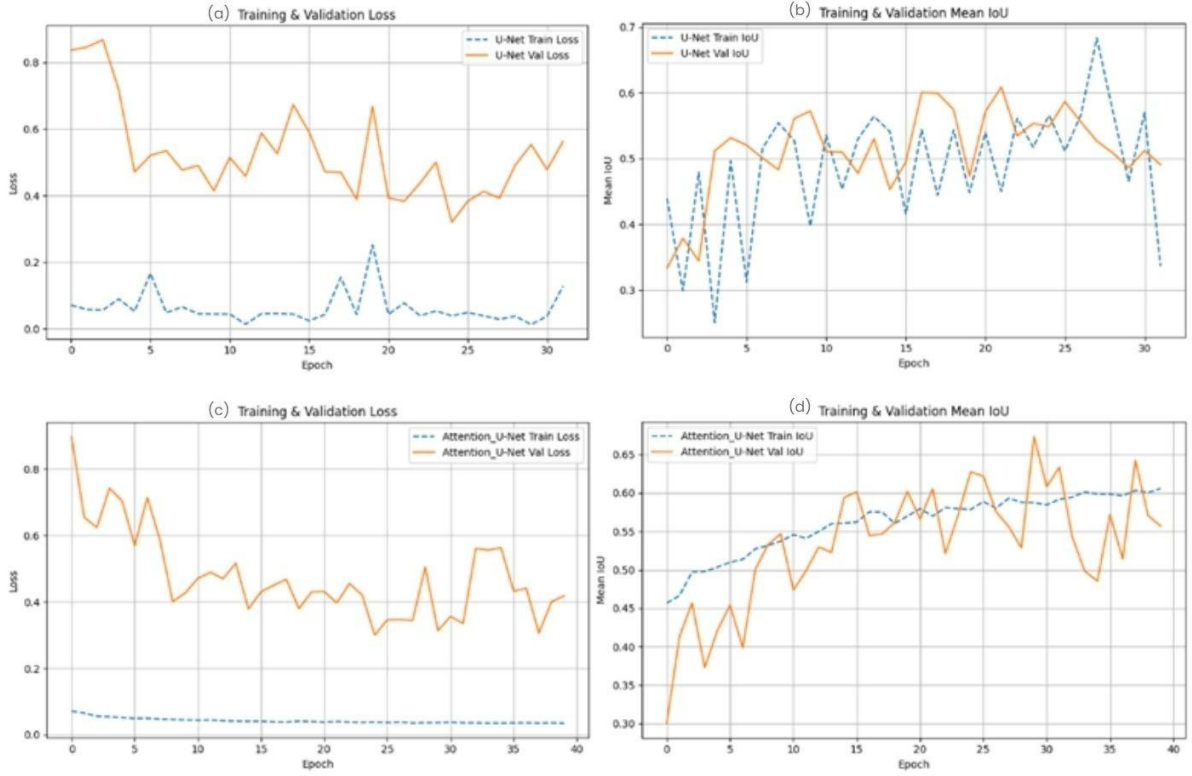 (a) Training & Validation Loss
U-Net Train Loss
U-Net Val Loss
0.8
0.6
0.4
0.2
0.0
Loss
0 5 10 15 20 25 30
Epoch
(b) Training & Validation Mean IoU
U-Net Train IoU
U-Net Val IoU
0.7
0.6
0.5
0.4
0.3
Mean IoU
0 5 10 15 20 25 30
Epoch
(c) Training & Validation Loss
Attention_U-Net Train Loss
Attention_U-Net Val Loss
0.8
0.6
0.4
0.2
0.0
Loss
0 5 10 15 20 25 30 35 40
Epoch
(d) Training & Validation Mean IoU
Attention_U-Net Train IoU
Attention_U-Net Val IoU
0.65
0.60
0.55
0.50
0.45
0.40
0.35
0.30
Mean IoU
0 5 10 15 20 25 30 35 40
Epoch